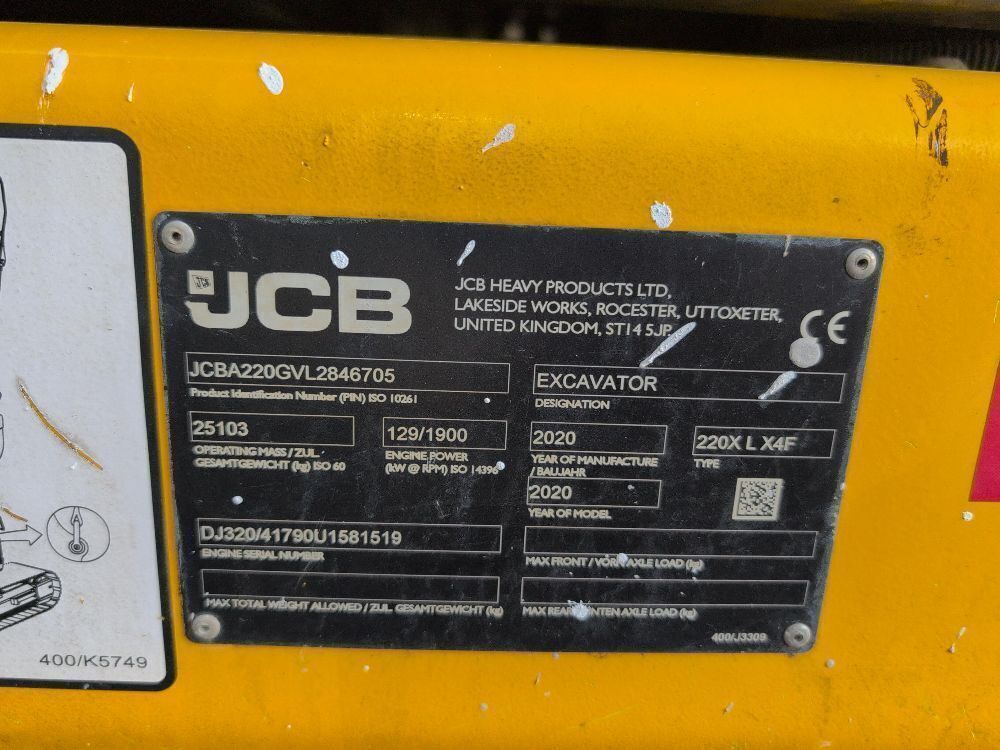 JCB
JCB HEAVY PRODUCTS LTD,
LAKESIDE WORKS, ROCESTER, UTTOXETER,
UNITED KINGDOM, ST14 5JP.
CE
JCBA220GVL2846705
Product Identification Number (PIN) ISO 10261
EXCAVATOR
DESIGNATION
25103
OPERATING MASS / ZUL.
GESAMTGEWICHT (kg) ISO 60
129/1900
ENGINE POWER
(kW @ RPM) ISO 14396
2020
YEAR OF MANUFACTURE
/ BAUJAHR
220X L X4F
TYPE
2020
YEAR OF MODEL
DJ320/41790U1581519
ENGINE SERIAL NUMBER
MAX FRONT / VORN AXLE LOAD (kg)
MAX TOTAL WEIGHT ALLOWED / ZUL. GESAMTGEWICHT (kg)
MAX REAR AXLE LOAD (kg)
400/J3309
400/K5749